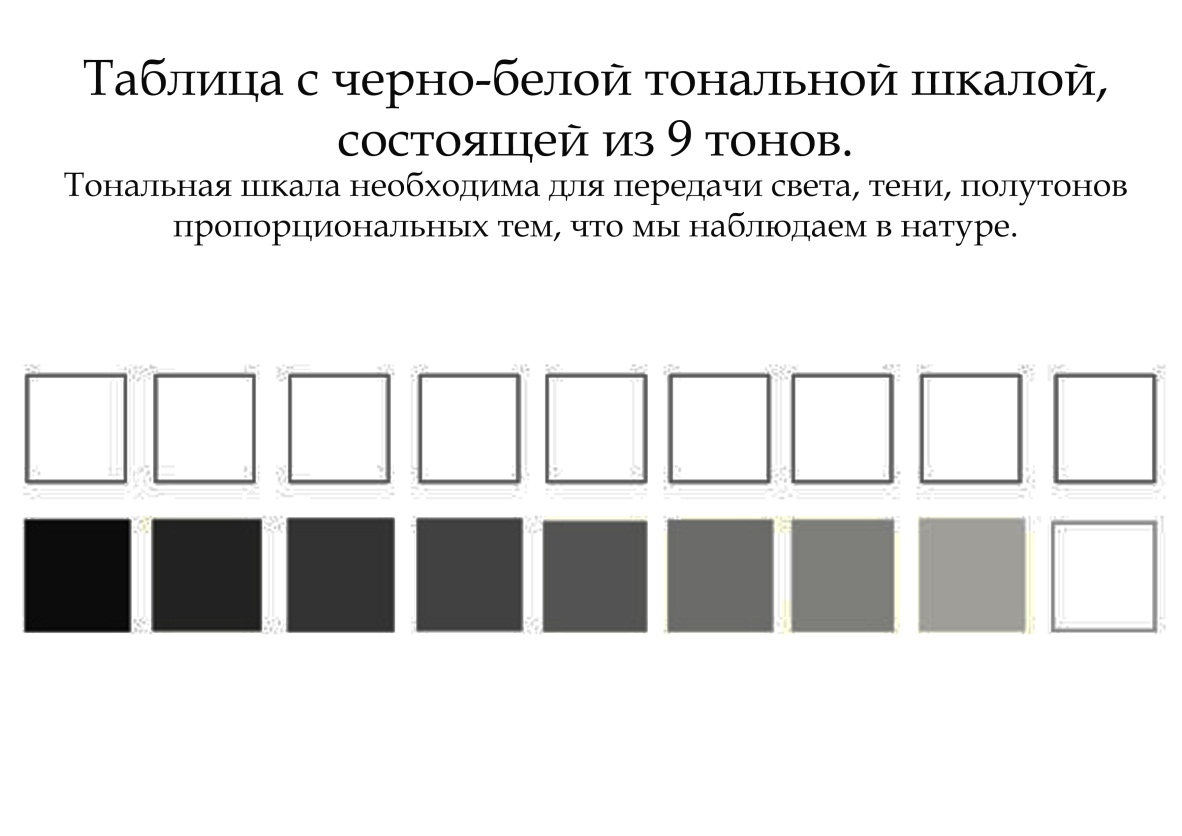 Таблица с черно-белой тональной шкалой,
состоящей из 9 тонов.
Тональная шкала необходима для передачи света, тени, полутонов
пропорциональных тем, что мы наблюдаем в натуре.